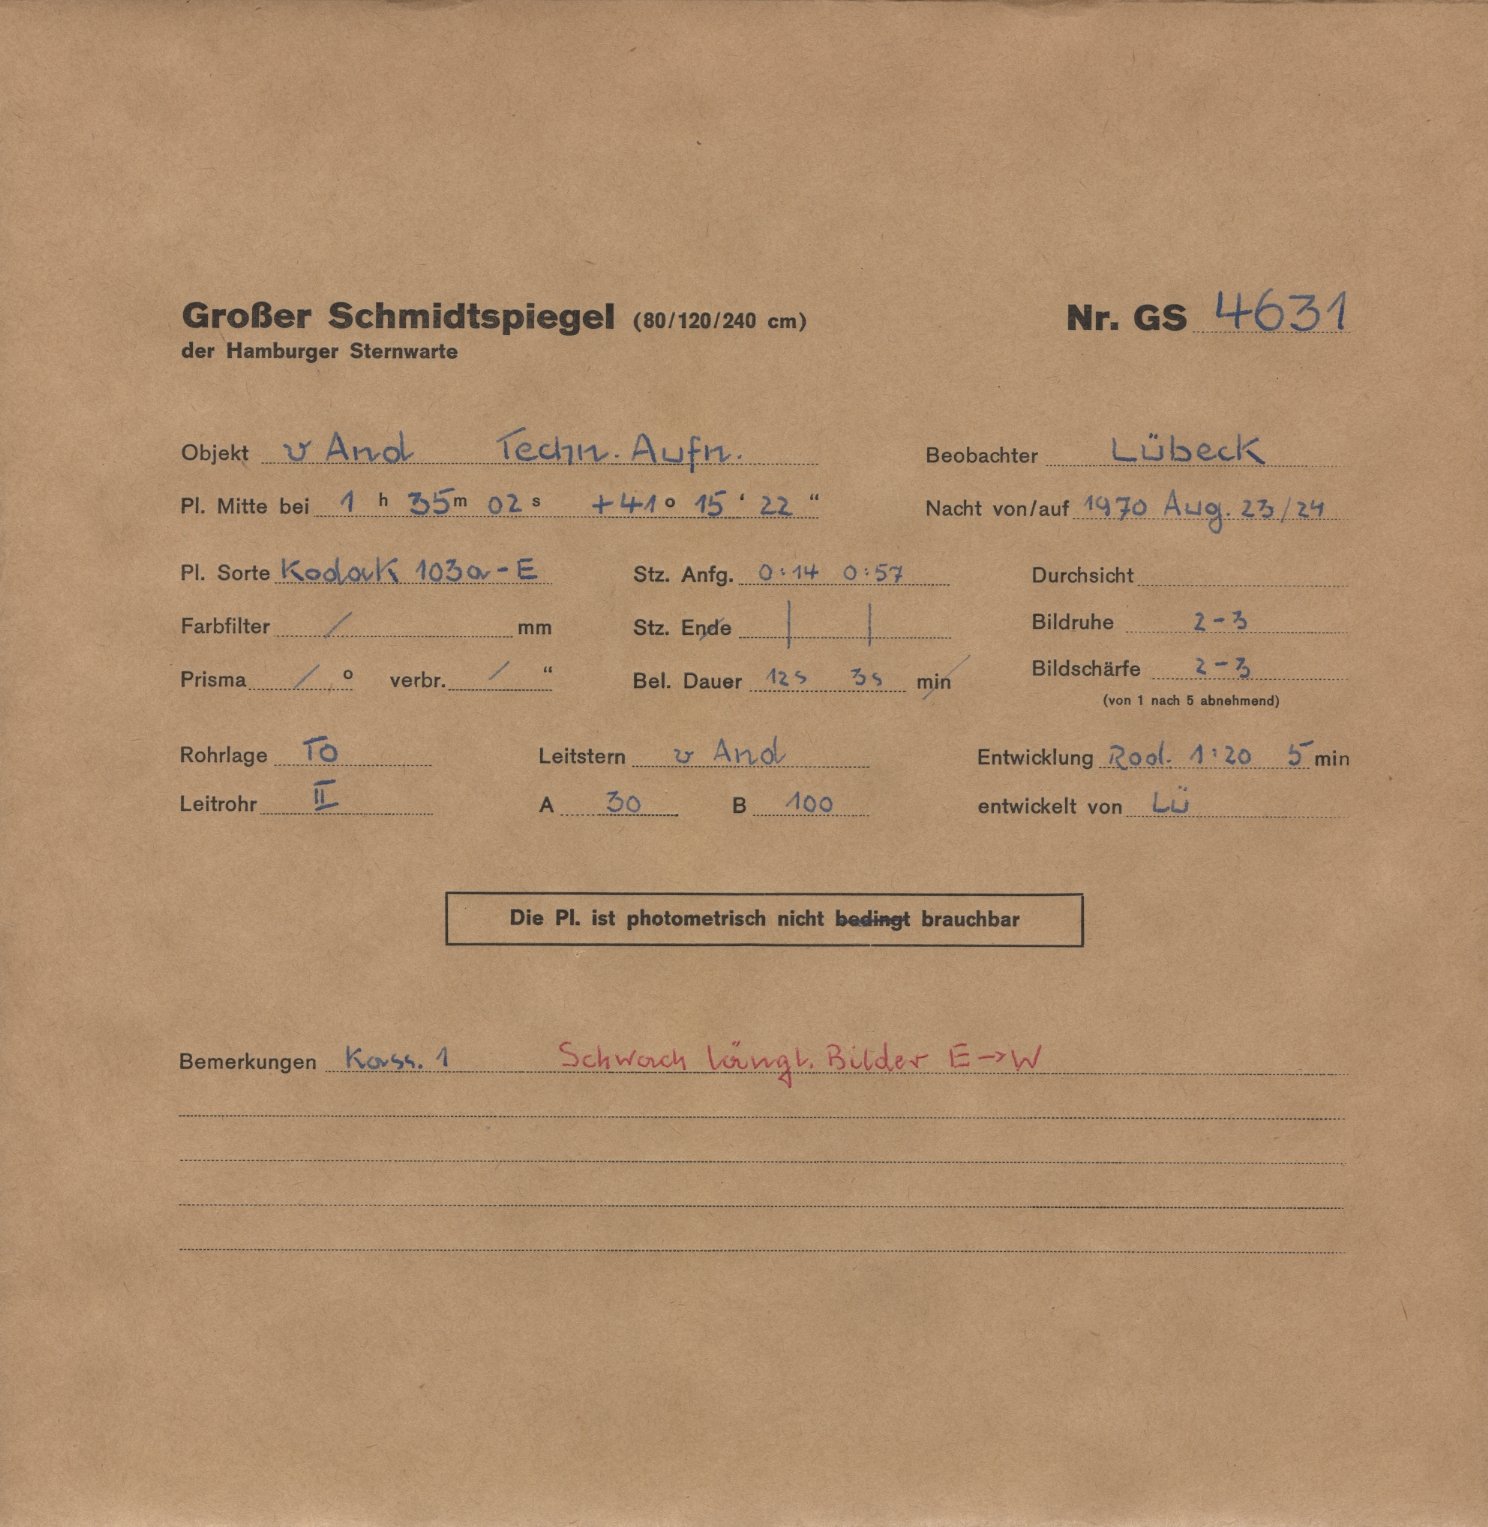 Großer Schmidtspiegel (80/120/240 cm) Nr. GS 4631
der Hamburger Sternwarte
Objekt υ And Techn. Aufn. Beobachter Lübeck
Pl. Mitte bei 1 h 35 m 02 s +41 ° 15 ‘ 22 “ Nacht von/auf 1970 Aug. 23/24
Pl. Sorte Kodak 103a-E Stz. Anfg. 0:14 0:57 Durchsicht
Farbfilter / mm Stz. Ende | | Bildruhe 2-3
Prisma / ° verbr. / “ Bel. Dauer 12s 3s min Bildschärfe 2-3
(von 1 nach 5 abnehmend)
Rohrlage TO Leitstern υ And Entwicklung Rod. 1:20 5 min
Leitrohr II A 30 B 100 entwickelt von Lü
Die Pl. ist photometrisch nicht bedingt brauchbar
Bemerkungen Kass. 1 Schwach längl. Bilder E→W